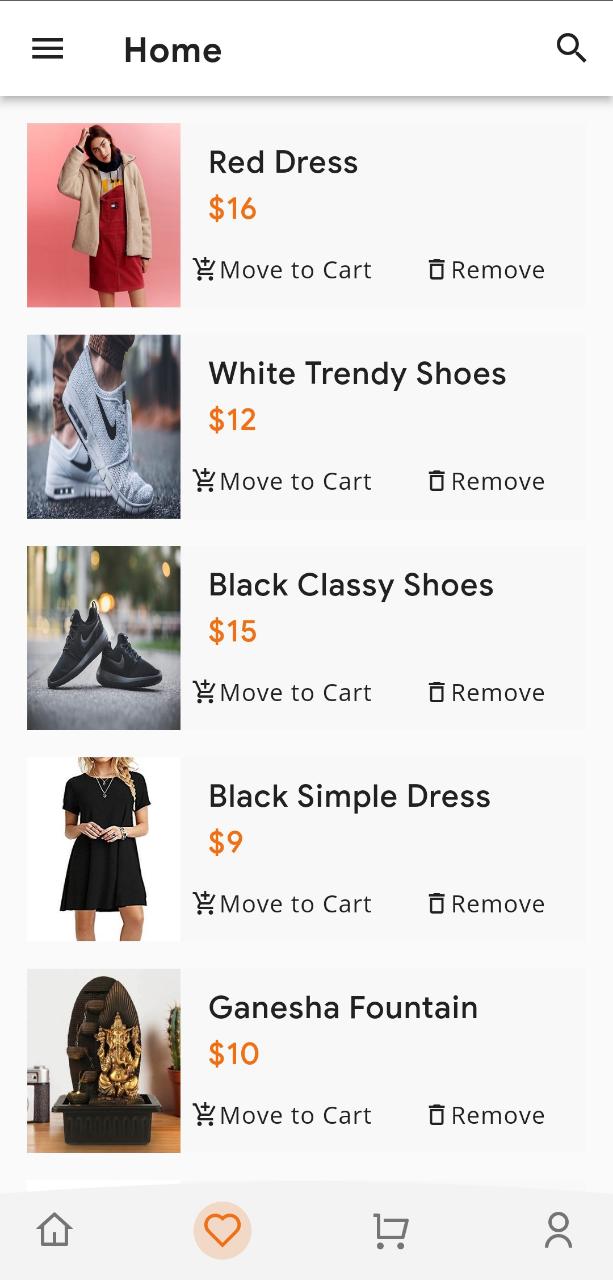 Home
Red Dress
$16
Move to Cart Remove
White Trendy Shoes
$12
Move to Cart Remove
Black Classy Shoes
$15
Move to Cart Remove
Black Simple Dress
$9
Move to Cart Remove
Ganesha Fountain
$10
Move to Cart Remove